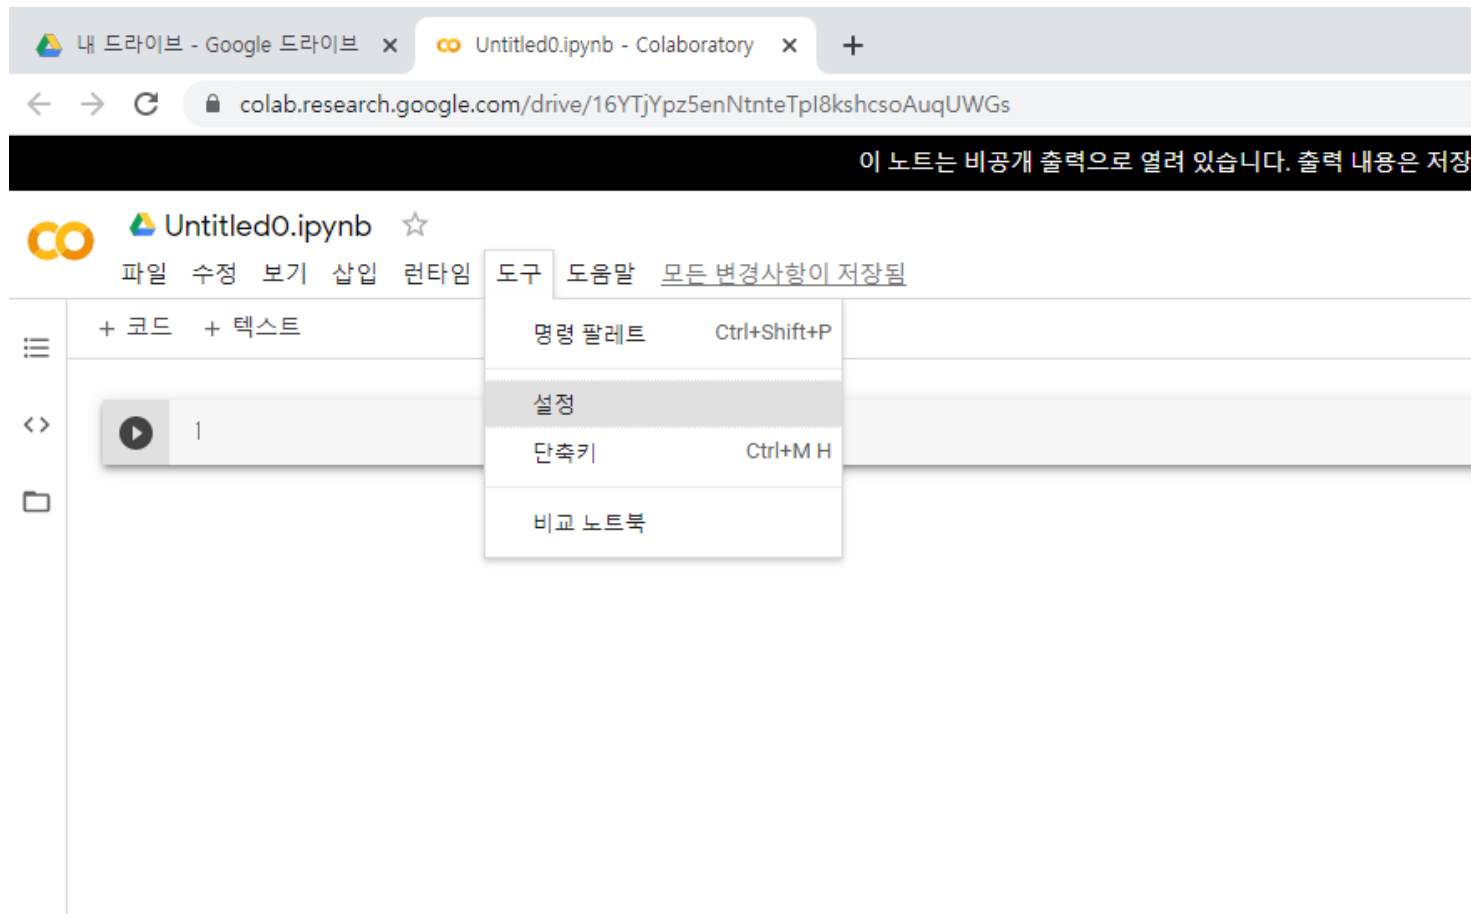 내 드라이브 - Google 드라이브
Untitled0.ipynb - Colaboratory
colab.research.google.com/drive/16YTjYpz5enNtnteTpI8kshcsoAuqUWGs
이 노트는 비공개 출력으로 열려 있습니다. 출력 내용은 저장
Untitled0.ipynb
파일 수정 보기 삽입 런타임 도구 도움말 모든 변경사항이 저장됨
+ 코드 + 텍스트
명령 팔레트 Ctrl+Shift+P
설정
1
단축키 Ctrl+M H
비교 노트북